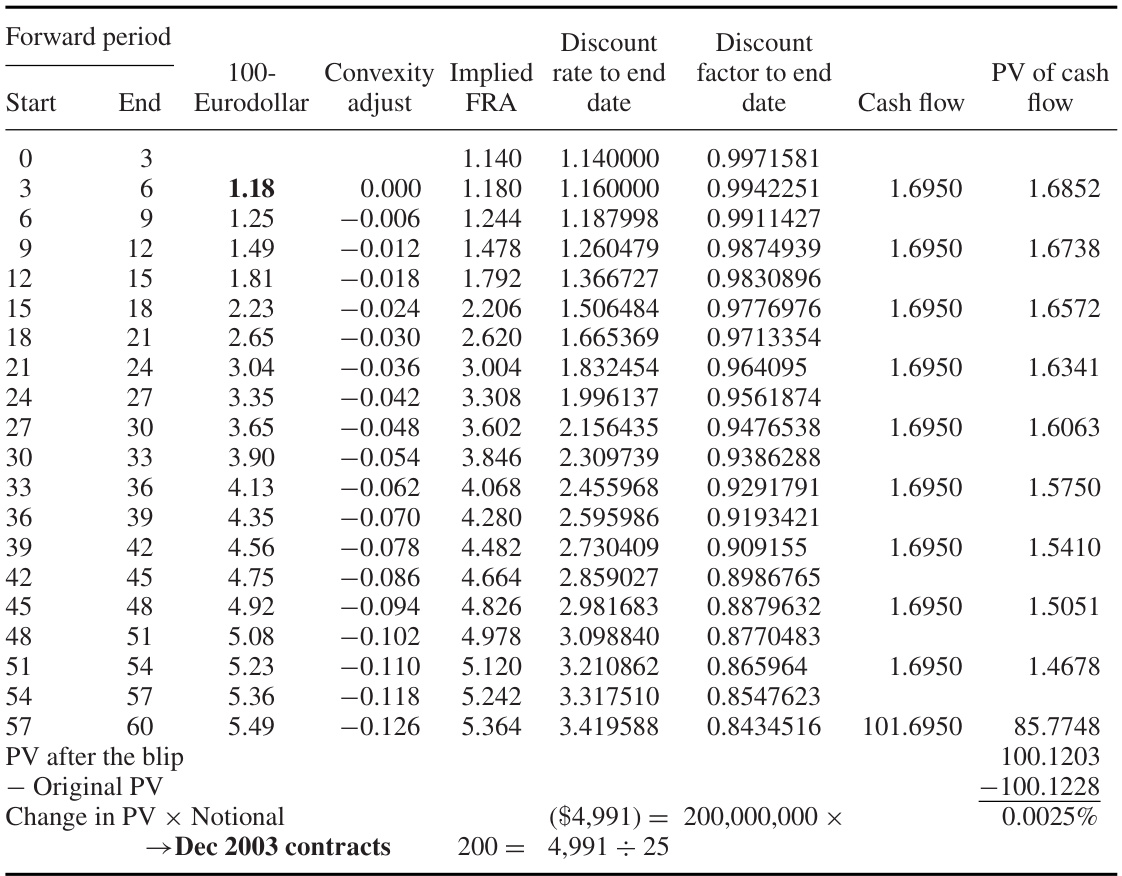 Forward period
Start End 100-Eurodollar Convexity adjust Implied FRA Discount rate to end date Discount factor to end date Cash flow PV of cash flow
0 3 1.140 1.140000 0.9971581
3 6 1.18 0.000 1.180 1.160000 0.9942251 1.6950 1.6852
6 9 1.25 −0.006 1.244 1.187998 0.9911427
9 12 1.49 −0.012 1.478 1.260479 0.9874939 1.6950 1.6738
12 15 1.81 −0.018 1.792 1.366727 0.9830896
15 18 2.23 −0.024 2.206 1.506484 0.9776976 1.6950 1.6572
18 21 2.65 −0.030 2.620 1.665369 0.9713354
21 24 3.04 −0.036 3.004 1.832454 0.964095 1.6950 1.6341
24 27 3.35 −0.042 3.308 1.996137 0.9561874
27 30 3.65 −0.048 3.602 2.156435 0.9476538 1.6950 1.6063
30 33 3.90 −0.054 3.846 2.309739 0.9386288
33 36 4.13 −0.062 4.068 2.455968 0.9291791 1.6950 1.5750
36 39 4.35 −0.070 4.280 2.595986 0.9193421
39 42 4.56 −0.078 4.482 2.730409 0.909155 1.6950 1.5410
42 45 4.75 −0.086 4.664 2.859027 0.8986765
45 48 4.92 −0.094 4.826 2.981683 0.8879632 1.6950 1.5051
48 51 5.08 −0.102 4.978 3.098840 0.8770483
51 54 5.23 −0.110 5.120 3.210862 0.865964 1.6950 1.4678
54 57 5.36 −0.118 5.242 3.317510 0.8547623
57 60 5.49 −0.126 5.364 3.419588 0.8434516 101.6950 85.7748
PV after the blip 100.1203
− Original PV −100.1228
Change in PV × Notional ($4,991) = 200,000,000 × 0.0025%
→Dec 2003 contracts 200 = 4,991 ÷ 25